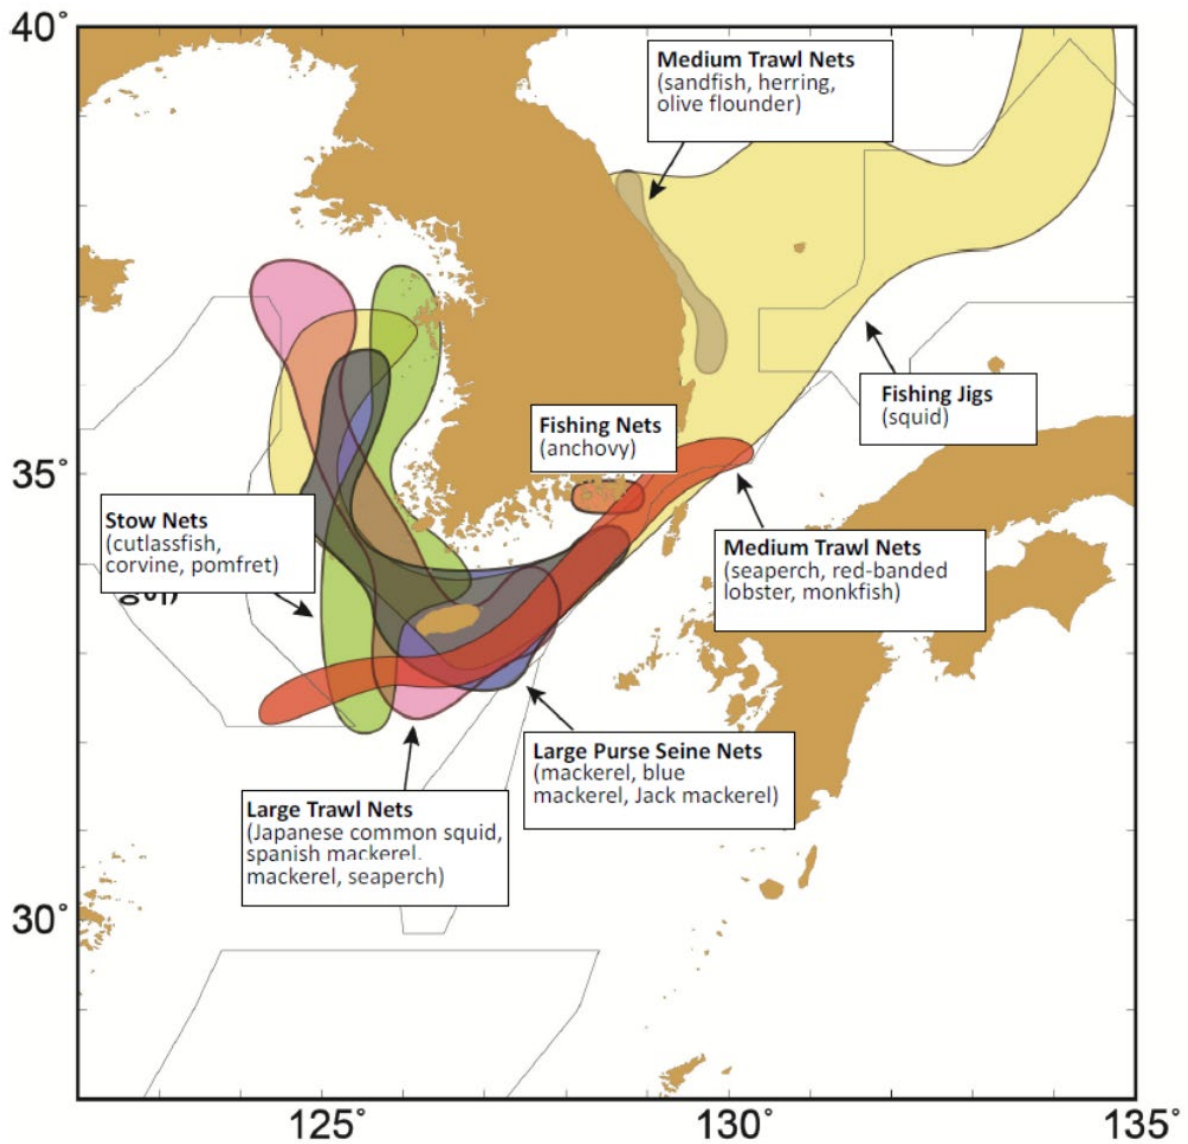 40°
Medium Trawl Nets
(sandfish, herring,
olive flounder)
Fishing Jigs
(squid)
Fishing Nets
(anchovy)
35°
Stow Nets
(cutlassfish,
corvine, pomfret)
Medium Trawl Nets
(seaperch, red-banded
lobster, monkfish)
Large Purse Seine Nets
(mackerel, blue
mackerel, Jack mackerel)
Large Trawl Nets
(Japanese common squid,
spanish mackerel,
mackerel, seaperch)
30°
125°
130°
135°